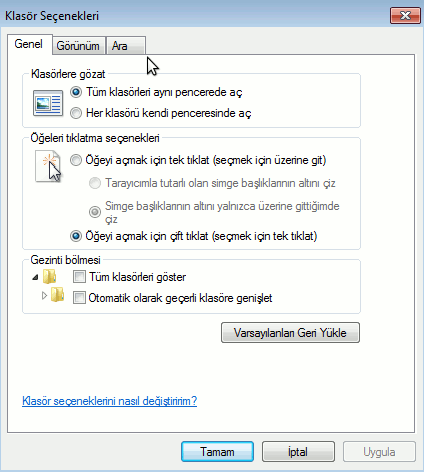 Klasör Seçenekleri
Genel Görünüm Ara
Klasörlere gözat
Tüm klasörleri aynı pencerede aç
Her klasörü kendi penceresinde aç
Öğeleri tıklatma seçenekleri
Öğeyi açmak için tek tıklat (seçmek için üzerine git)
Tarayıcımla tutarlı olan simge başlıklarının altını çiz
Simge başlıklarının altını yalnızca üzerine gittiğimde
çiz
Öğeyi açmak için çift tıklat (seçmek için tek tıklat)
Gezinti bölmesi
Tüm klasörleri göster
Otomatik olarak geçerli klasöre genişlet
Varsayılanları Geri Yükle
Klasör seçeneklerini nasıl değiştiririm?
Tamam İptal Uygula